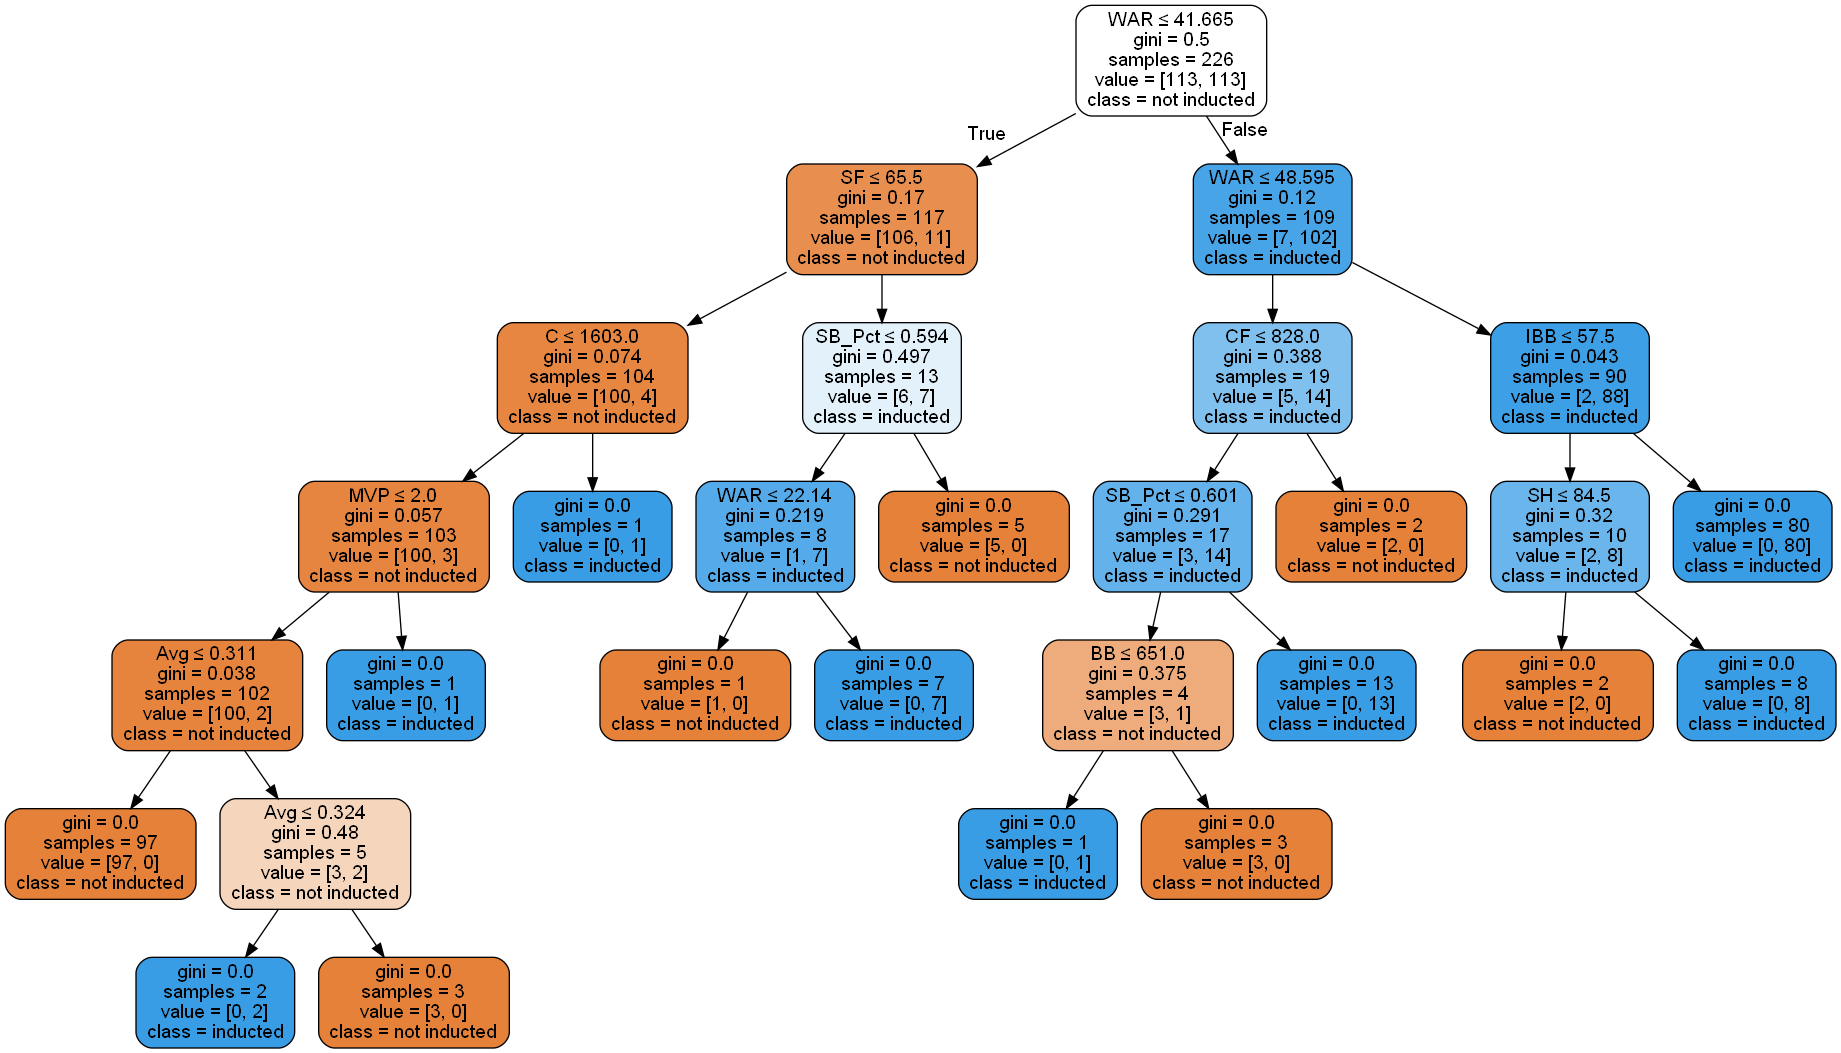 WAR ≤ 41.665
gini = 0.5
samples = 226
value = [113, 113]
class = not inducted
True
False
SF ≤ 65.5
gini = 0.17
samples = 117
value = [106, 11]
class = not inducted
WAR ≤ 48.595
gini = 0.12
samples = 109
value = [7, 102]
class = inducted
C ≤ 1603.0
gini = 0.074
samples = 104
value = [100, 4]
class = not inducted
SB_Pct ≤ 0.594
gini = 0.497
samples = 13
value = [6, 7]
class = inducted
CF ≤ 828.0
gini = 0.388
samples = 19
value = [5, 14]
class = inducted
IBB ≤ 57.5
gini = 0.043
samples = 90
value = [2, 88]
class = inducted
MVP ≤ 2.0
gini = 0.057
samples = 103
value = [100, 3]
class = not inducted
gini = 0.0
samples = 1
value = [0, 1]
class = inducted
WAR ≤ 22.14
gini = 0.219
samples = 8
value = [1, 7]
class = inducted
gini = 0.0
samples = 5
value = [5, 0]
class = not inducted
SB_Pct ≤ 0.601
gini = 0.291
samples = 17
value = [3, 14]
class = inducted
gini = 0.0
samples = 2
value = [2, 0]
class = not inducted
SH ≤ 84.5
gini = 0.32
samples = 10
value = [2, 8]
class = inducted
gini = 0.0
samples = 80
value = [0, 80]
class = inducted
Avg ≤ 0.311
gini = 0.038
samples = 102
value = [100, 2]
class = not inducted
gini = 0.0
samples = 1
value = [0, 1]
class = inducted
gini = 0.0
samples = 1
value = [1, 0]
class = not inducted
gini = 0.0
samples = 7
value = [0, 7]
class = inducted
BB ≤ 651.0
gini = 0.375
samples = 4
value = [3, 1]
class = not inducted
gini = 0.0
samples = 13
value = [0, 13]
class = inducted
gini = 0.0
samples = 2
value = [2, 0]
class = not inducted
gini = 0.0
samples = 8
value = [0, 8]
class = inducted
gini = 0.0
samples = 97
value = [97, 0]
class = not inducted
Avg ≤ 0.324
gini = 0.48
samples = 5
value = [3, 2]
class = not inducted
gini = 0.0
samples = 1
value = [0, 1]
class = inducted
gini = 0.0
samples = 3
value = [3, 0]
class = not inducted
gini = 0.0
samples = 2
value = [0, 2]
class = inducted
gini = 0.0
samples = 3
value = [3, 0]
class = not inducted